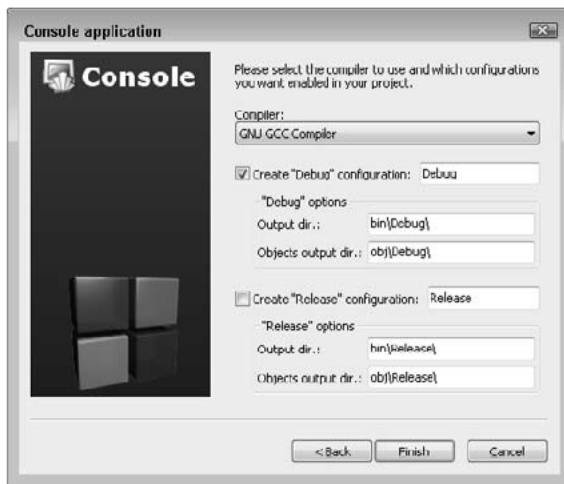 Console application
Console
Please select the compiler to use and which configurations
you want enabled in your project.
Compiler:
GNU GCC Compiler
Create "Debug" configuration: Debug
"Debug" options
Output dir.: bin\Debug\
Objects output dir.: obj\Debug\
Create "Release" configuration: Release
"Release" options
Output dir.: bin\Release\
Objects output dir.: obj\Release\
< Back
Finish
Cancel